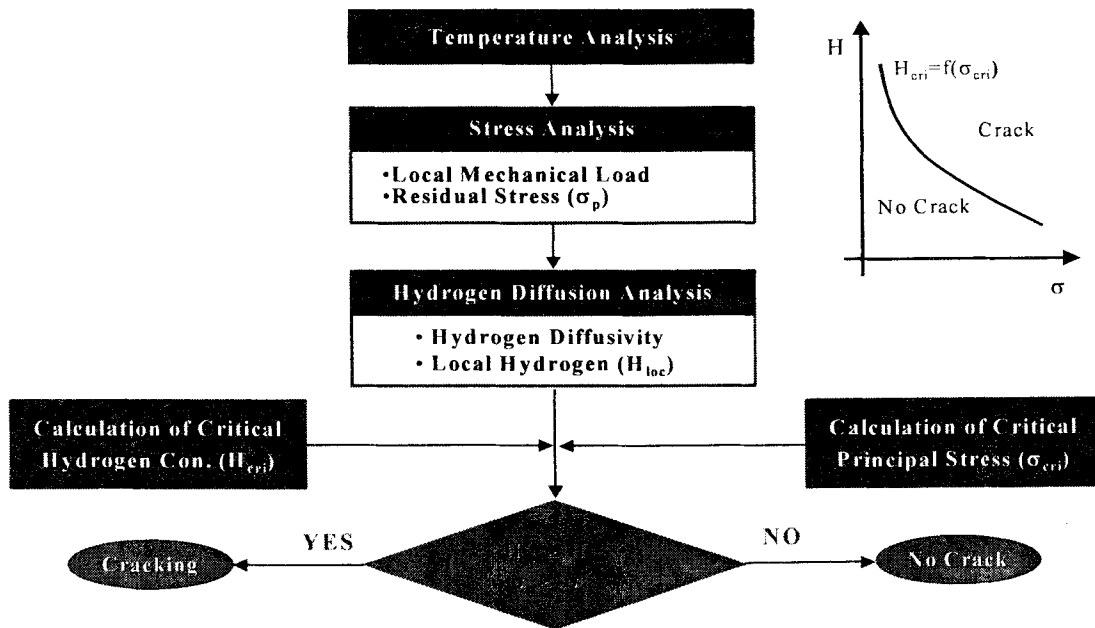 Temperature Analysis
Stress Analysis
•Local Mechanical Load
•Residual Stress (σp)
Hydrogen Diffusion Analysis
• Hydrogen Diffusivity
• Local Hydrogen (Hloc)
H
Hcri=f(σcri)
Crack
No Crack
σ
Calculation of Critical
Hydrogen Con. (Hcri)
Calculation of Critical
Principal Stress (σcri)
YES
NO
Cracking
No Crack